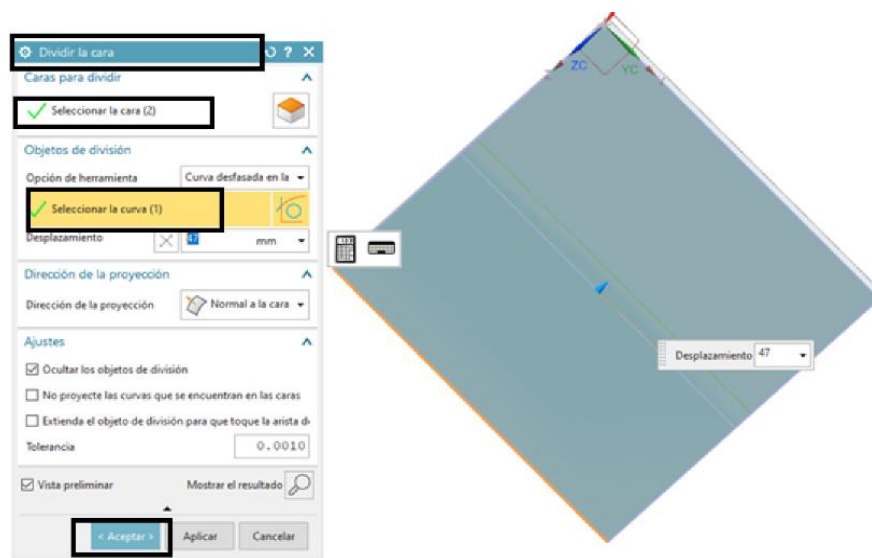 Dividir la cara
Caras para dividir
Seleccionar la cara (2)
Objetos de división
Opción de herramienta Curva desfasada en la
Seleccionar la curva (1)
Desplazamiento 47 mm
Dirección de la proyección
Dirección de la proyección Normal a la cara
Ajustes
Ocultar los objetos de división
No proyecte las curvas que se encuentran en las caras
Extienda el objeto de división para que toque la arista d
Tolerancia 0.0010
Vista preliminar Mostrar el resultado
< Aceptar > Aplicar Cancelar
ZC YC
Desplazamiento 47